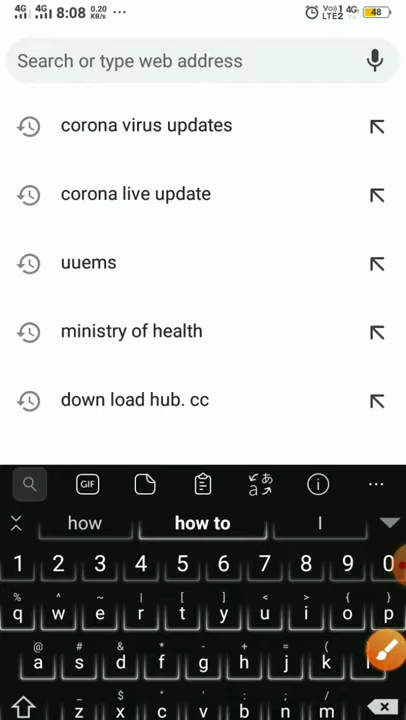 4G 4G 8:08 0.20 KB/s ... Vo) 1 LTE2 4G 48
Search or type web address
corona virus updates
corona live update
uuems
ministry of health
down load hub. cc
GIF
how how to I
1 2 3 4 5 6 7 8 9 0
% ^ ~ | [ ] < > { }
q w e r t y u i o p
@ # & * - + = (
a s d f g h j k
_ $ " ' : ; /
z x c v b n m